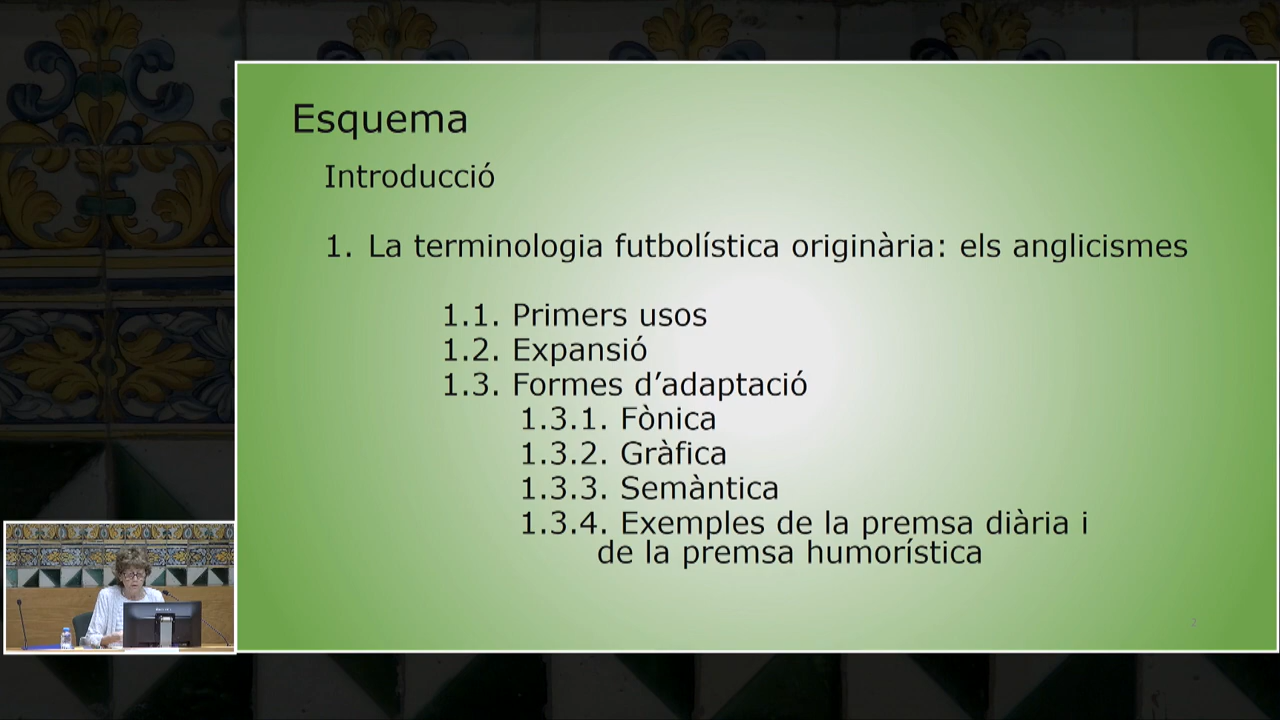 Esquema
Introducció
1. La terminologia futbolística originària: els anglicismes
1.1. Primers usos
1.2. Expansió
1.3. Formes d’adaptació
1.3.1. Fònica
1.3.2. Gràfica
1.3.3. Semàntica
1.3.4. Exemples de la premsa diària i
de la premsa humorística
2